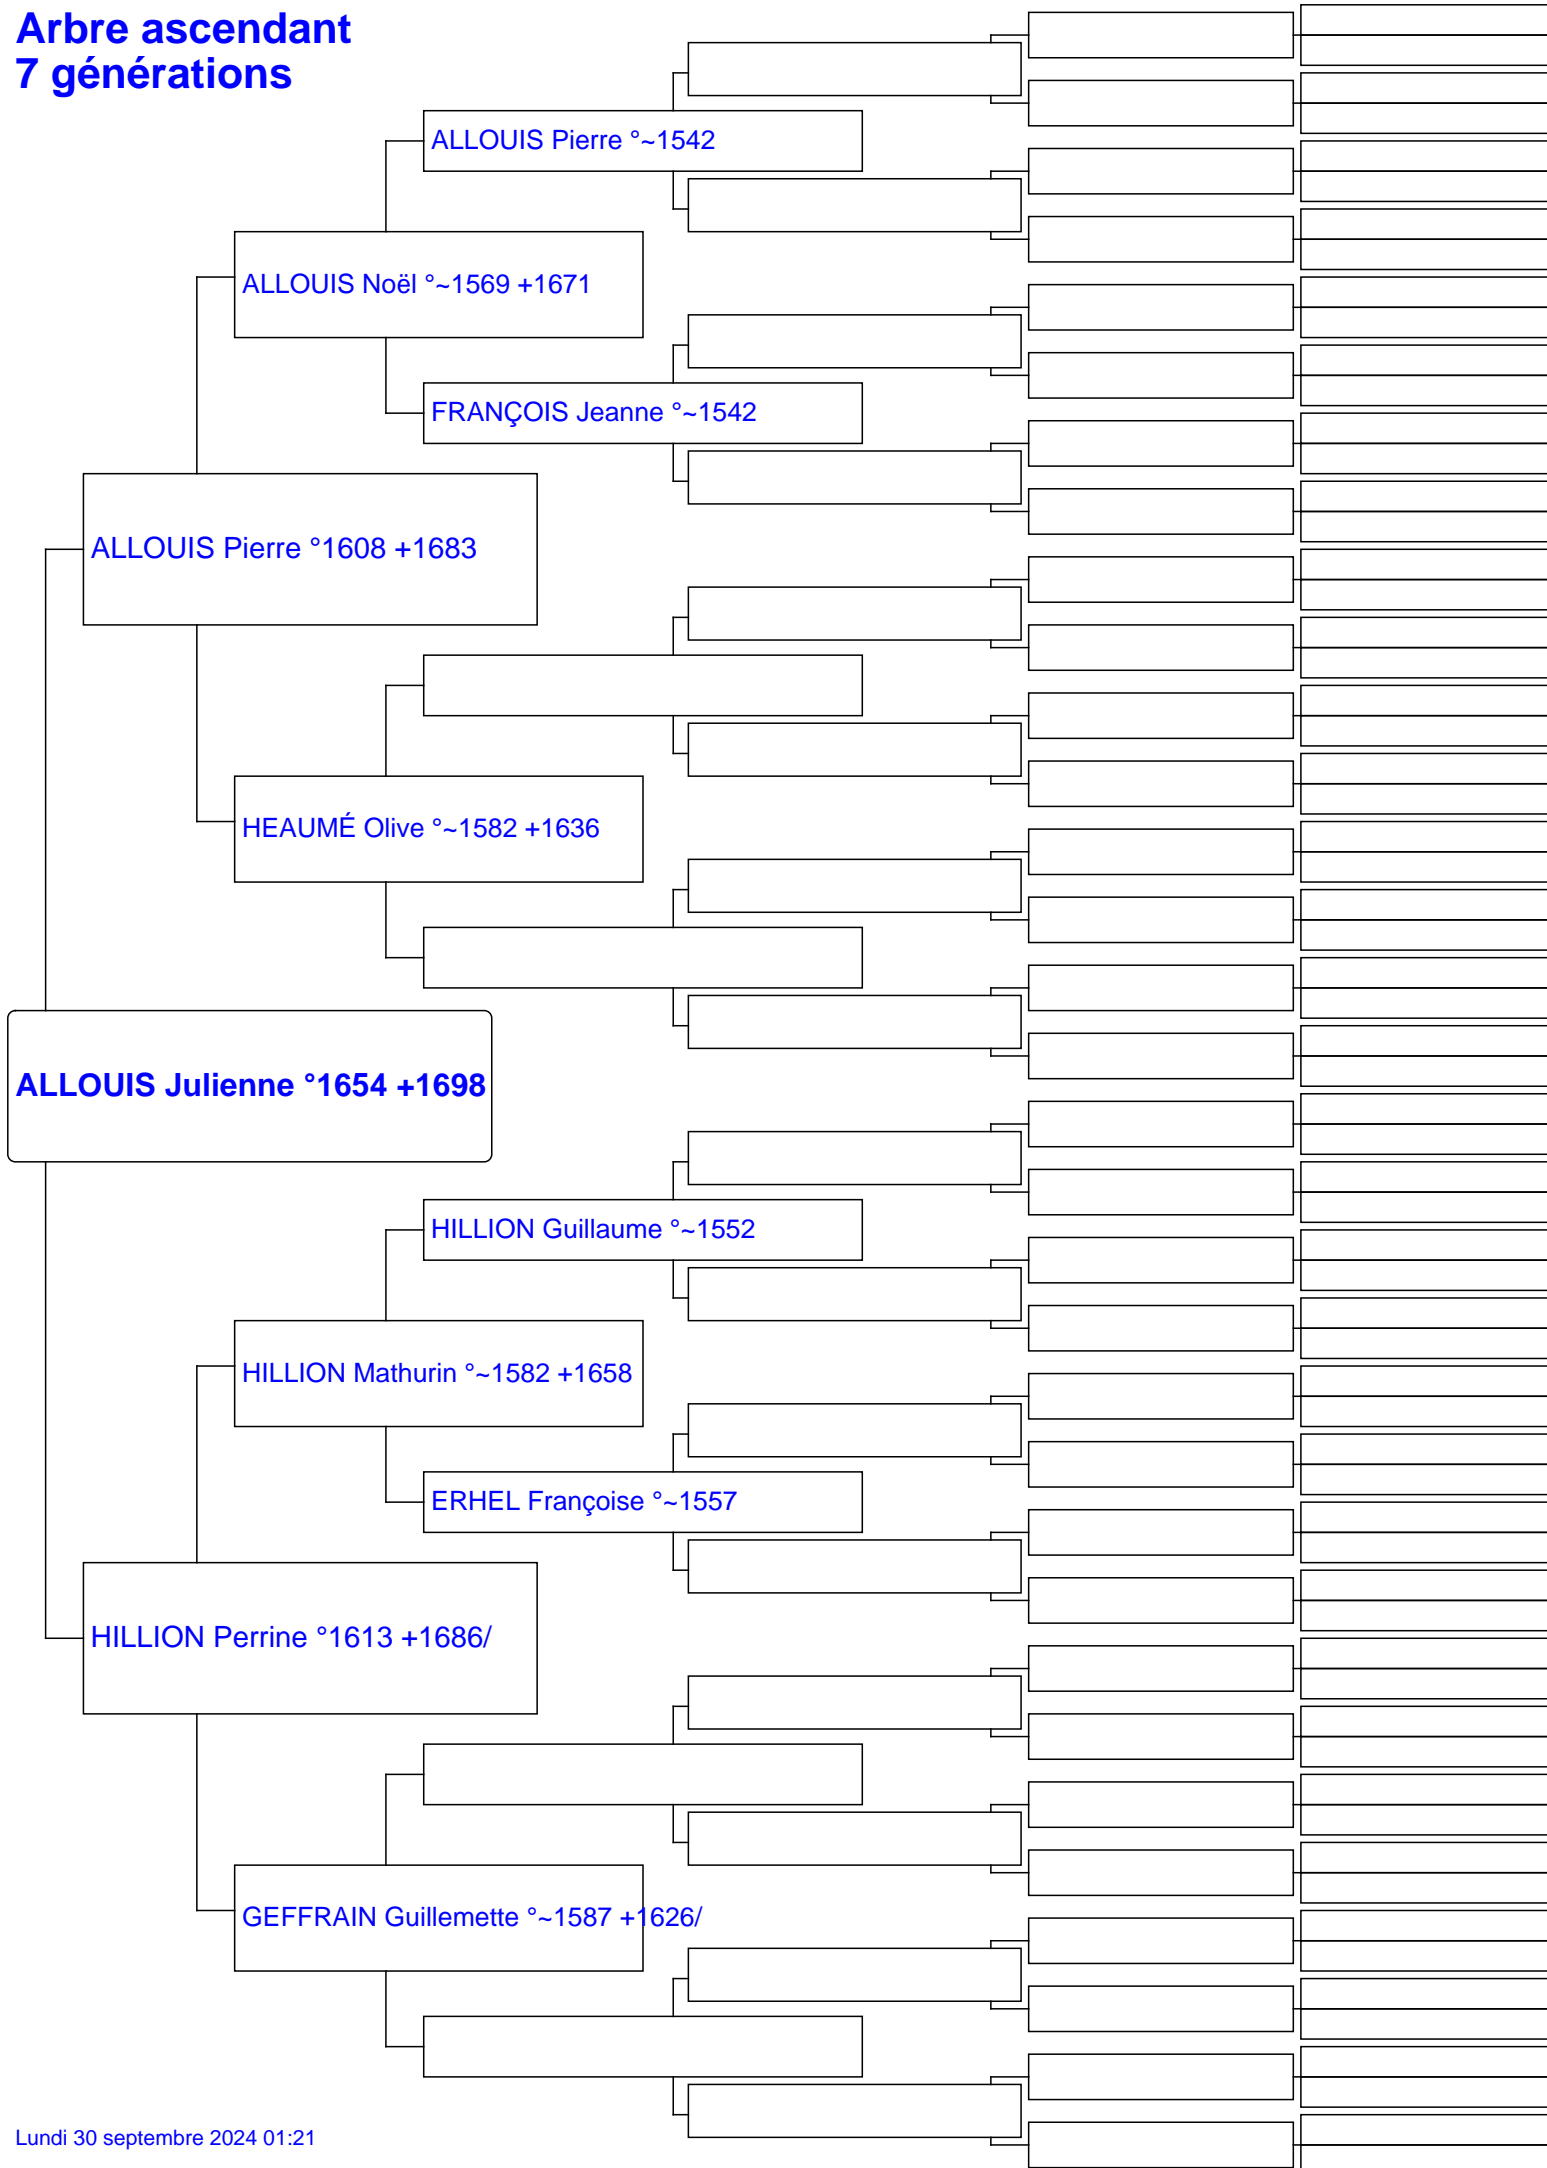 Arbre ascendant
7 générations
ALLOUIS Pierre °~1542
ALLOUIS Noël °~1569 +1671
FRANÇOIS Jeanne °~1542
ALLOUIS Pierre °1608 +1683
HEAUMÉ Olive °~1582 +1636
ALLOUIS Julienne °1654 +1698
HILLION Guillaume °~1552
HILLION Mathurin °~1582 +1658
ERHEL Françoise °~1557
HILLION Perrine °1613 +1686/
GEFFRAIN Guillemette °~1587 +1626/
Lundi 30 septembre 2024 01:21